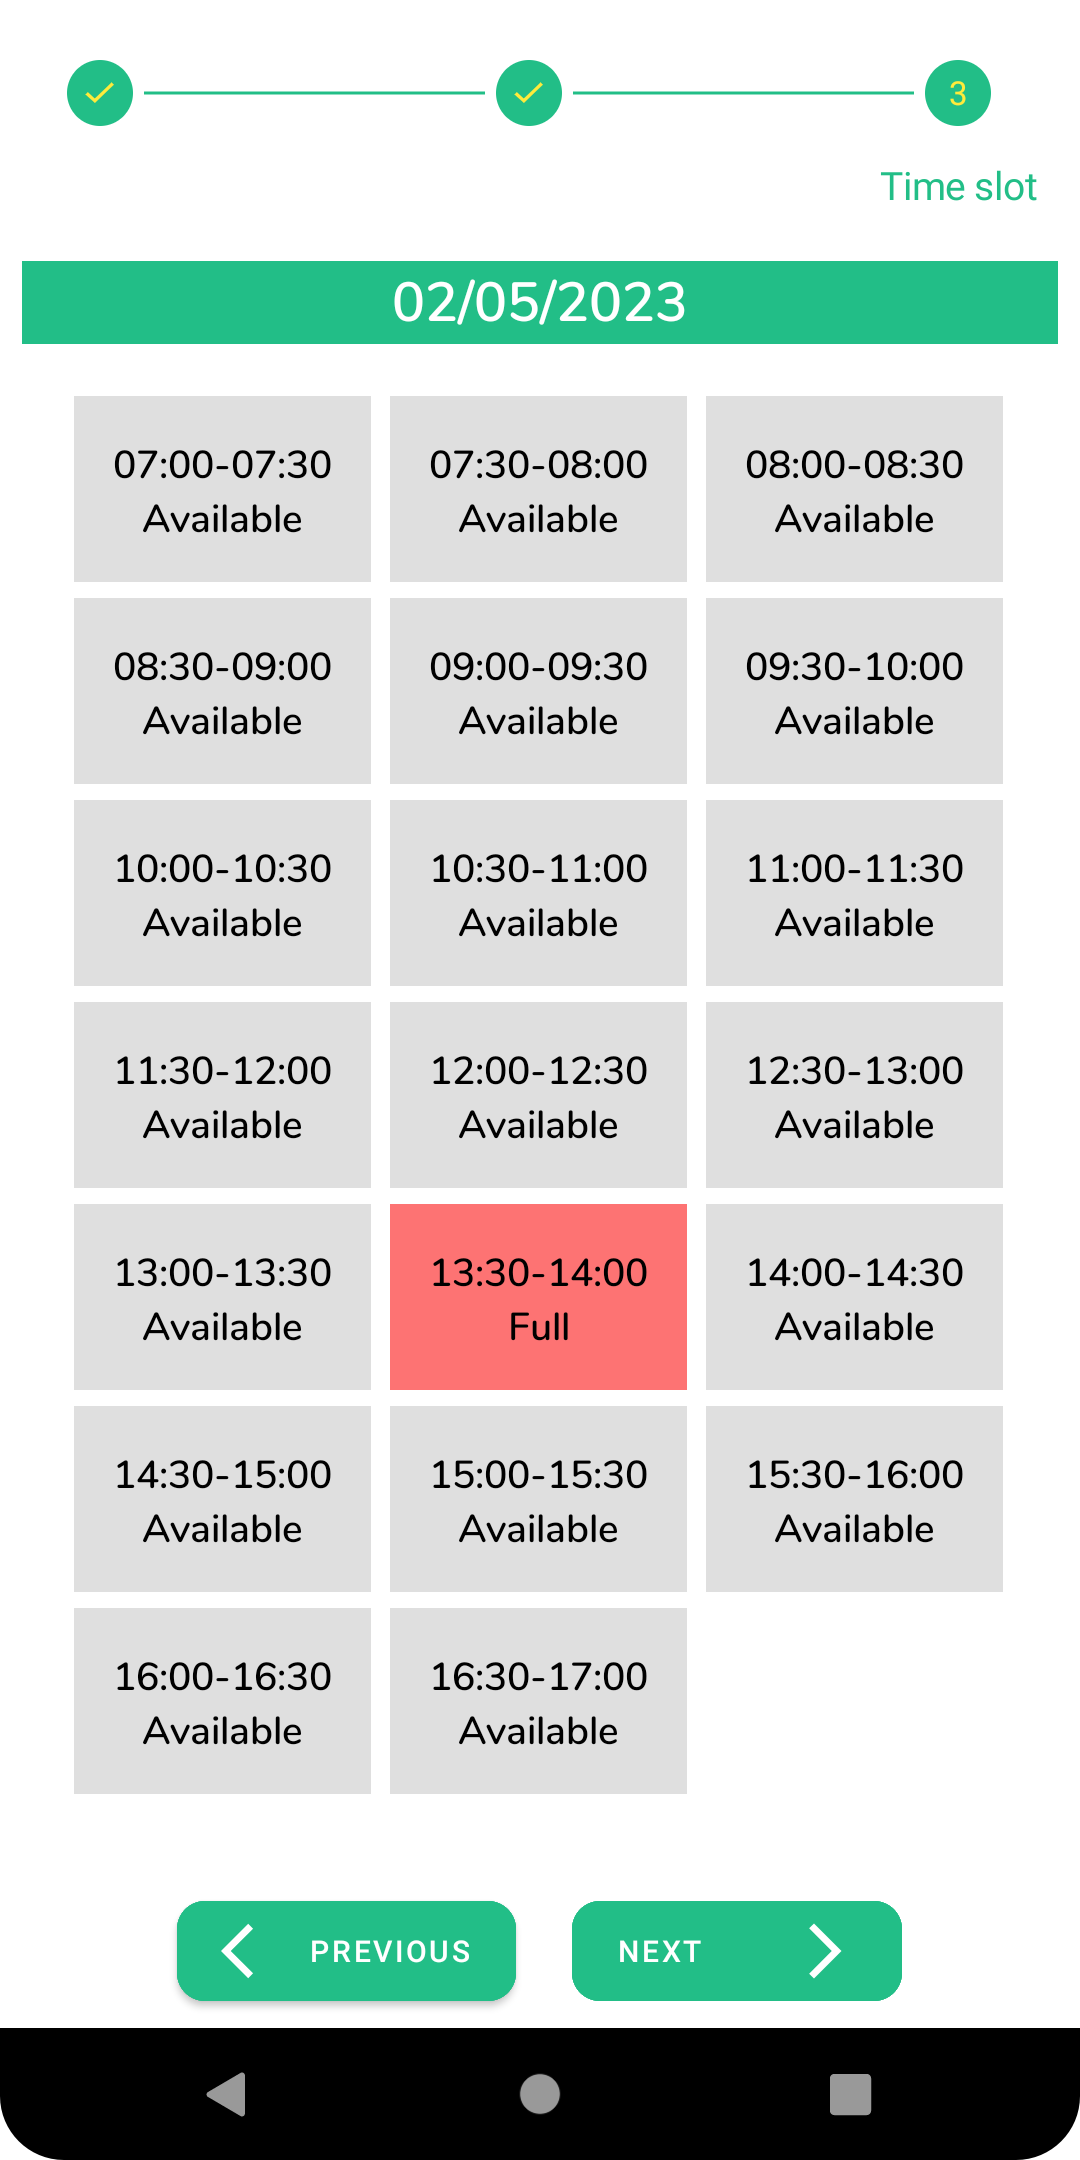 3
Time slot
02/05/2023
07:00-07:30
Available
07:30-08:00
Available
08:00-08:30
Available
08:30-09:00
Available
09:00-09:30
Available
09:30-10:00
Available
10:00-10:30
Available
10:30-11:00
Available
11:00-11:30
Available
11:30-12:00
Available
12:00-12:30
Available
12:30-13:00
Available
13:00-13:30
Available
13:30-14:00
Full
14:00-14:30
Available
14:30-15:00
Available
15:00-15:30
Available
15:30-16:00
Available
16:00-16:30
Available
16:30-17:00
Available
PREVIOUS
NEXT